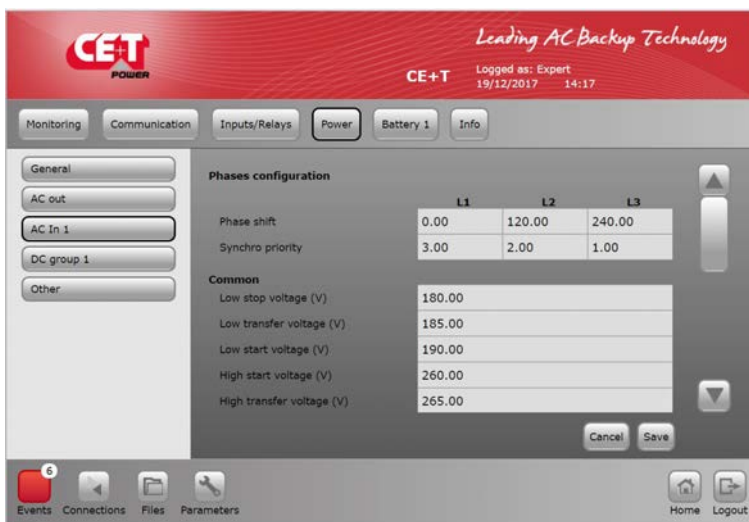 CE+T
POWER
Leading AC Backup Technology
CE+T
Logged as: Expert
19/12/2017 14:17
Monitoring Communication Inputs/Relays Power Battery 1 Info
General
AC out
AC In 1
DC group 1
Other
Phases configuration
L1 L2 L3
Phase shift 0.00 120.00 240.00
Synchro priority 3.00 2.00 1.00
Common
Low stop voltage (V) 180.00
Low transfer voltage (V) 185.00
Low start voltage (V) 190.00
High start voltage (V) 260.00
High transfer voltage (V) 265.00
Cancel Save
6
Events Connections Files Parameters Home Logout